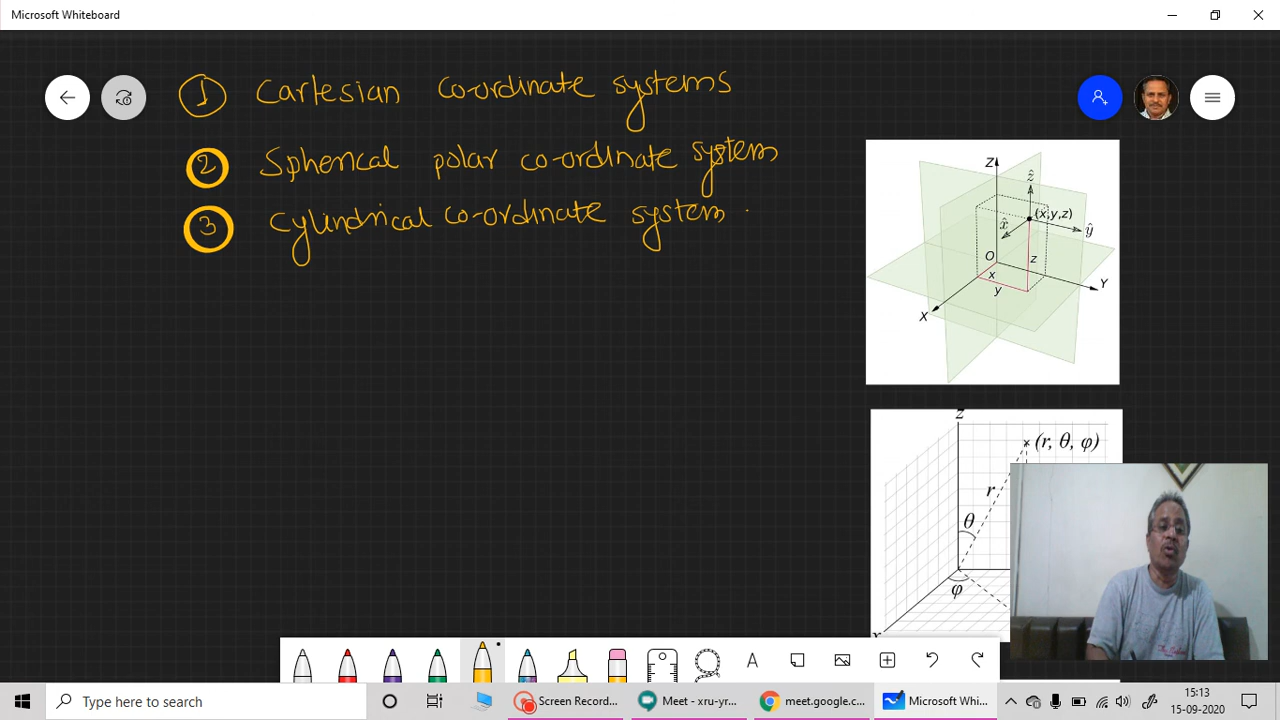 Microsoft Whiteboard
① Cartesian co-ordinate systems
② Spherical polar co-ordinate system
③ Cylindrical co-ordinate system .
Z
ẑ
(x,y,z)
x̂
ŷ
O
z
x
y
Y
X
z
(r, θ, φ)
r
θ
φ
x
A
Type here to search
Screen Record...
Meet - xru-yr...
meet.google.c...
Microsoft Whi...
15:13
15-09-2020